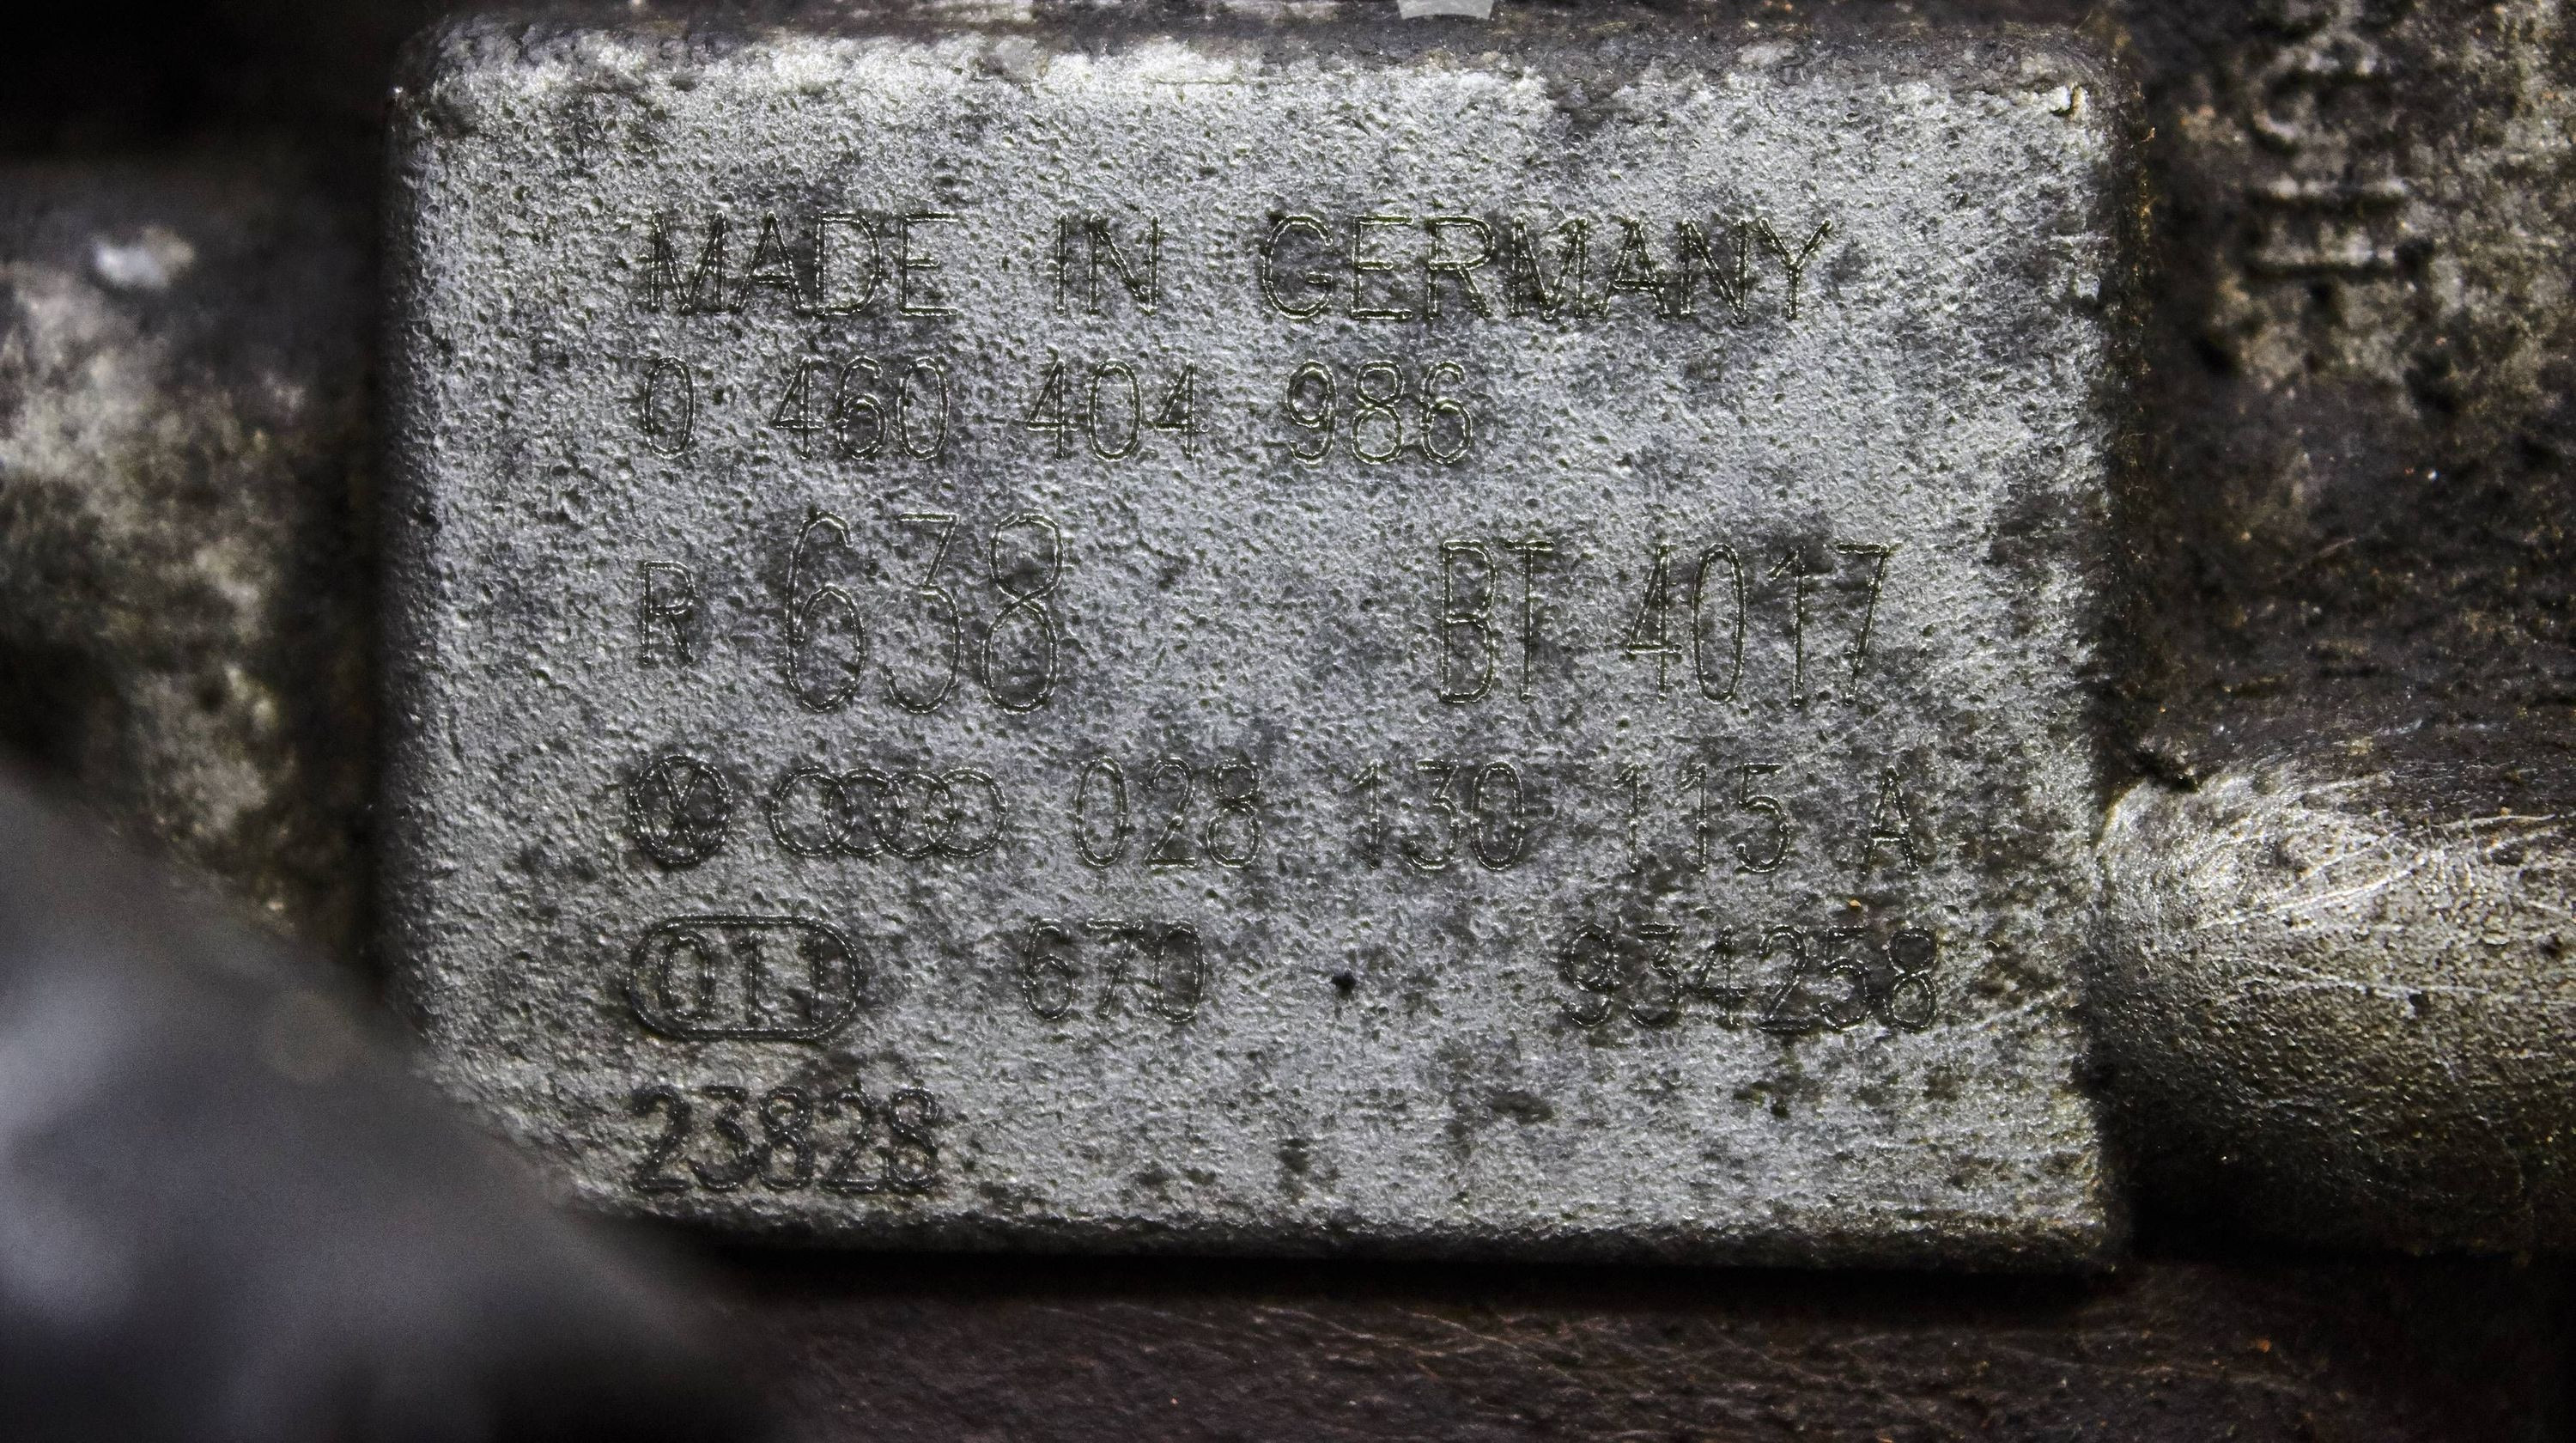 MADE IN GERMANY
0 460 404 986
R 638 BT 4017
028 130 115 A
011 670 934258
23828